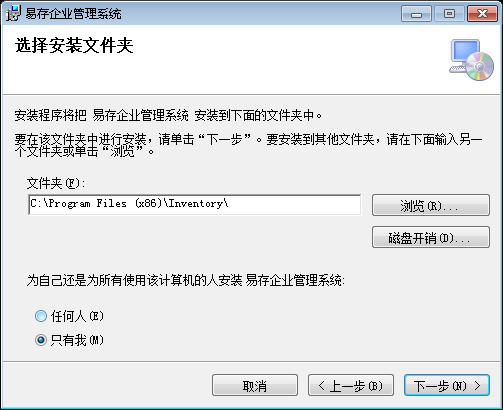 易存企业管理系统
选择安装文件夹
安装程序将把 易存企业管理系统 安装到下面的文件夹中。
要在该文件夹中进行安装，请单击“下一步”。要安装到其他文件夹，请在下面输入另一
个文件夹或单击“浏览”。
文件夹(F):
C:\Program Files (x86)\Inventory\
浏览(R)...
磁盘开销(D)...
为自己还是为所有使用该计算机的人安装 易存企业管理系统:
任何人(E)
只有我(M)
取消
< 上一步(B)
下一步(N) >